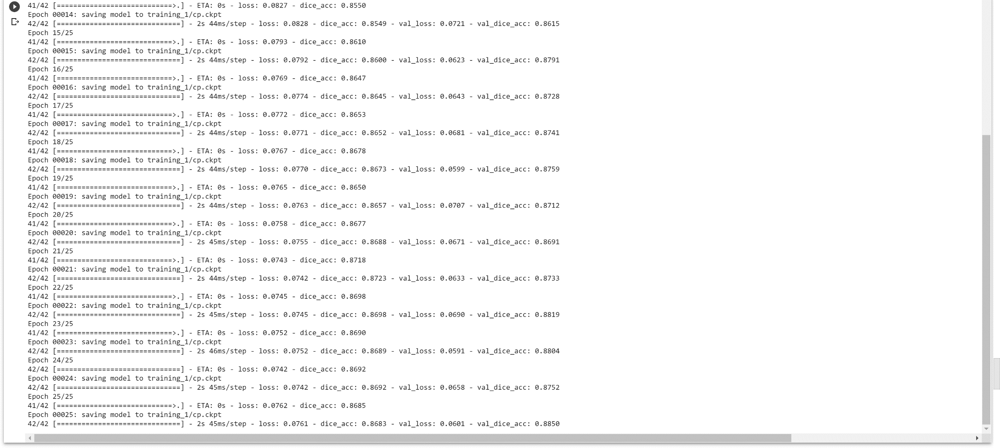 41/42 [============================>.] - ETA: 0s - loss: 0.0827 - dice_acc: 0.8550
Epoch 00014: saving model to training_1/cp.ckpt
42/42 [==============================] - 2s 44ms/step - loss: 0.0828 - dice_acc: 0.8549 - val_loss: 0.0721 - val_dice_acc: 0.8615
Epoch 15/25
41/42 [============================>.] - ETA: 0s - loss: 0.0793 - dice_acc: 0.8610
Epoch 00015: saving model to training_1/cp.ckpt
42/42 [==============================] - 2s 44ms/step - loss: 0.0792 - dice_acc: 0.8600 - val_loss: 0.0623 - val_dice_acc: 0.8791
Epoch 16/25
41/42 [============================>.] - ETA: 0s - loss: 0.0769 - dice_acc: 0.8647
Epoch 00016: saving model to training_1/cp.ckpt
42/42 [==============================] - 2s 44ms/step - loss: 0.0774 - dice_acc: 0.8645 - val_loss: 0.0643 - val_dice_acc: 0.8728
Epoch 17/25
41/42 [============================>.] - ETA: 0s - loss: 0.0772 - dice_acc: 0.8653
Epoch 00017: saving model to training_1/cp.ckpt
42/42 [==============================] - 2s 44ms/step - loss: 0.0771 - dice_acc: 0.8652 - val_loss: 0.0681 - val_dice_acc: 0.8741
Epoch 18/25
41/42 [============================>.] - ETA: 0s - loss: 0.0767 - dice_acc: 0.8678
Epoch 00018: saving model to training_1/cp.ckpt
42/42 [==============================] - 2s 44ms/step - loss: 0.0770 - dice_acc: 0.8673 - val_loss: 0.0599 - val_dice_acc: 0.8759
Epoch 19/25
41/42 [============================>.] - ETA: 0s - loss: 0.0765 - dice_acc: 0.8650
Epoch 00019: saving model to training_1/cp.ckpt
42/42 [==============================] - 2s 44ms/step - loss: 0.0763 - dice_acc: 0.8657 - val_loss: 0.0707 - val_dice_acc: 0.8712
Epoch 20/25
41/42 [============================>.] - ETA: 0s - loss: 0.0758 - dice_acc: 0.8677
Epoch 00020: saving model to training_1/cp.ckpt
42/42 [==============================] - 2s 45ms/step - loss: 0.0755 - dice_acc: 0.8688 - val_loss: 0.0671 - val_dice_acc: 0.8691
Epoch 21/25
41/42 [============================>.] - ETA: 0s - loss: 0.0743 - dice_acc: 0.8718
Epoch 00021: saving model to training_1/cp.ckpt
42/42 [==============================] - 2s 44ms/step - loss: 0.0742 - dice_acc: 0.8723 - val_loss: 0.0633 - val_dice_acc: 0.8733
Epoch 22/25
41/42 [============================>.] - ETA: 0s - loss: 0.0745 - dice_acc: 0.8698
Epoch 00022: saving model to training_1/cp.ckpt
42/42 [==============================] - 2s 45ms/step - loss: 0.0745 - dice_acc: 0.8698 - val_loss: 0.0690 - val_dice_acc: 0.8819
Epoch 23/25
41/42 [============================>.] - ETA: 0s - loss: 0.0752 - dice_acc: 0.8690
Epoch 00023: saving model to training_1/cp.ckpt
42/42 [==============================] - 2s 46ms/step - loss: 0.0752 - dice_acc: 0.8689 - val_loss: 0.0591 - val_dice_acc: 0.8804
Epoch 24/25
42/42 [==============================] - ETA: 0s - loss: 0.0742 - dice_acc: 0.8692
Epoch 00024: saving model to training_1/cp.ckpt
42/42 [==============================] - 2s 45ms/step - loss: 0.0742 - dice_acc: 0.8692 - val_loss: 0.0658 - val_dice_acc: 0.8752
Epoch 25/25
41/42 [============================>.] - ETA: 0s - loss: 0.0762 - dice_acc: 0.8685
Epoch 00025: saving model to training_1/cp.ckpt
42/42 [==============================] - 2s 45ms/step - loss: 0.0761 - dice_acc: 0.8683 - val_loss: 0.0601 - val_dice_acc: 0.8850